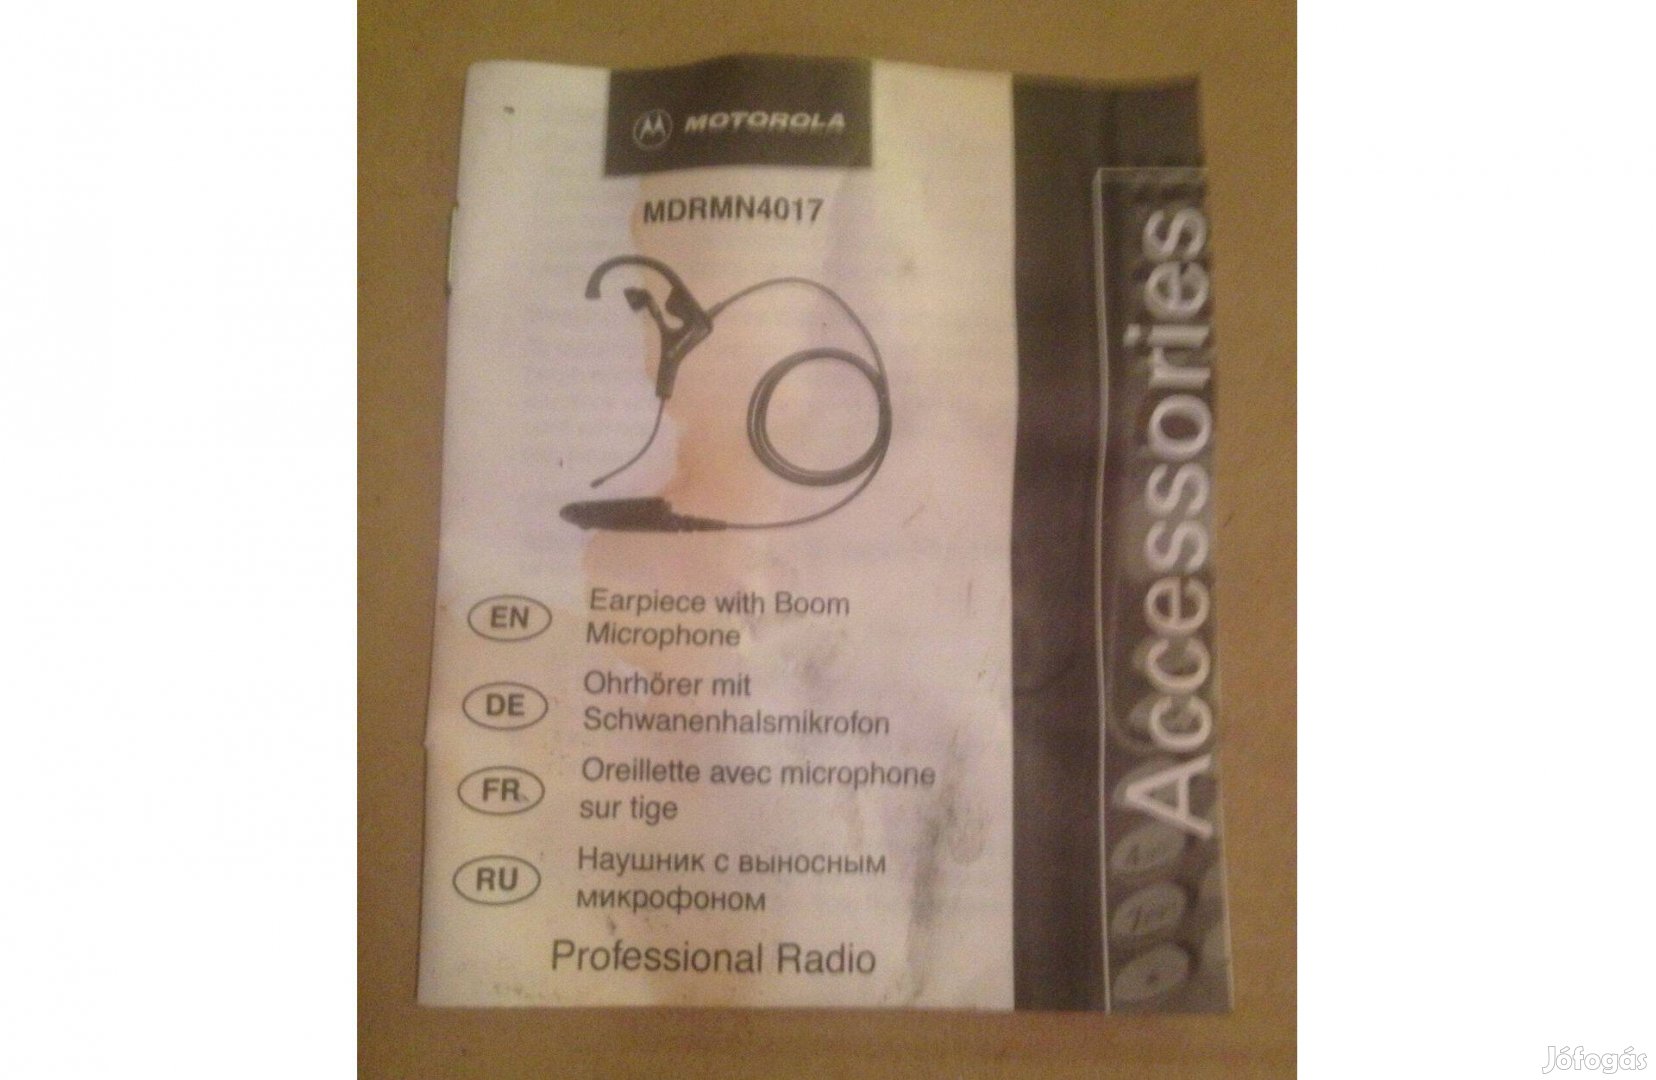 MOTOROLA
MDRMN4017
EN
Earpiece with Boom
Microphone
DE
Ohrhörer mit
Schwanenhalsmikrofon
FR
Oreillette avec microphone
sur tige
RU
Наушник с выносным
микрофоном
Professional Radio
Accessories
Jófogás